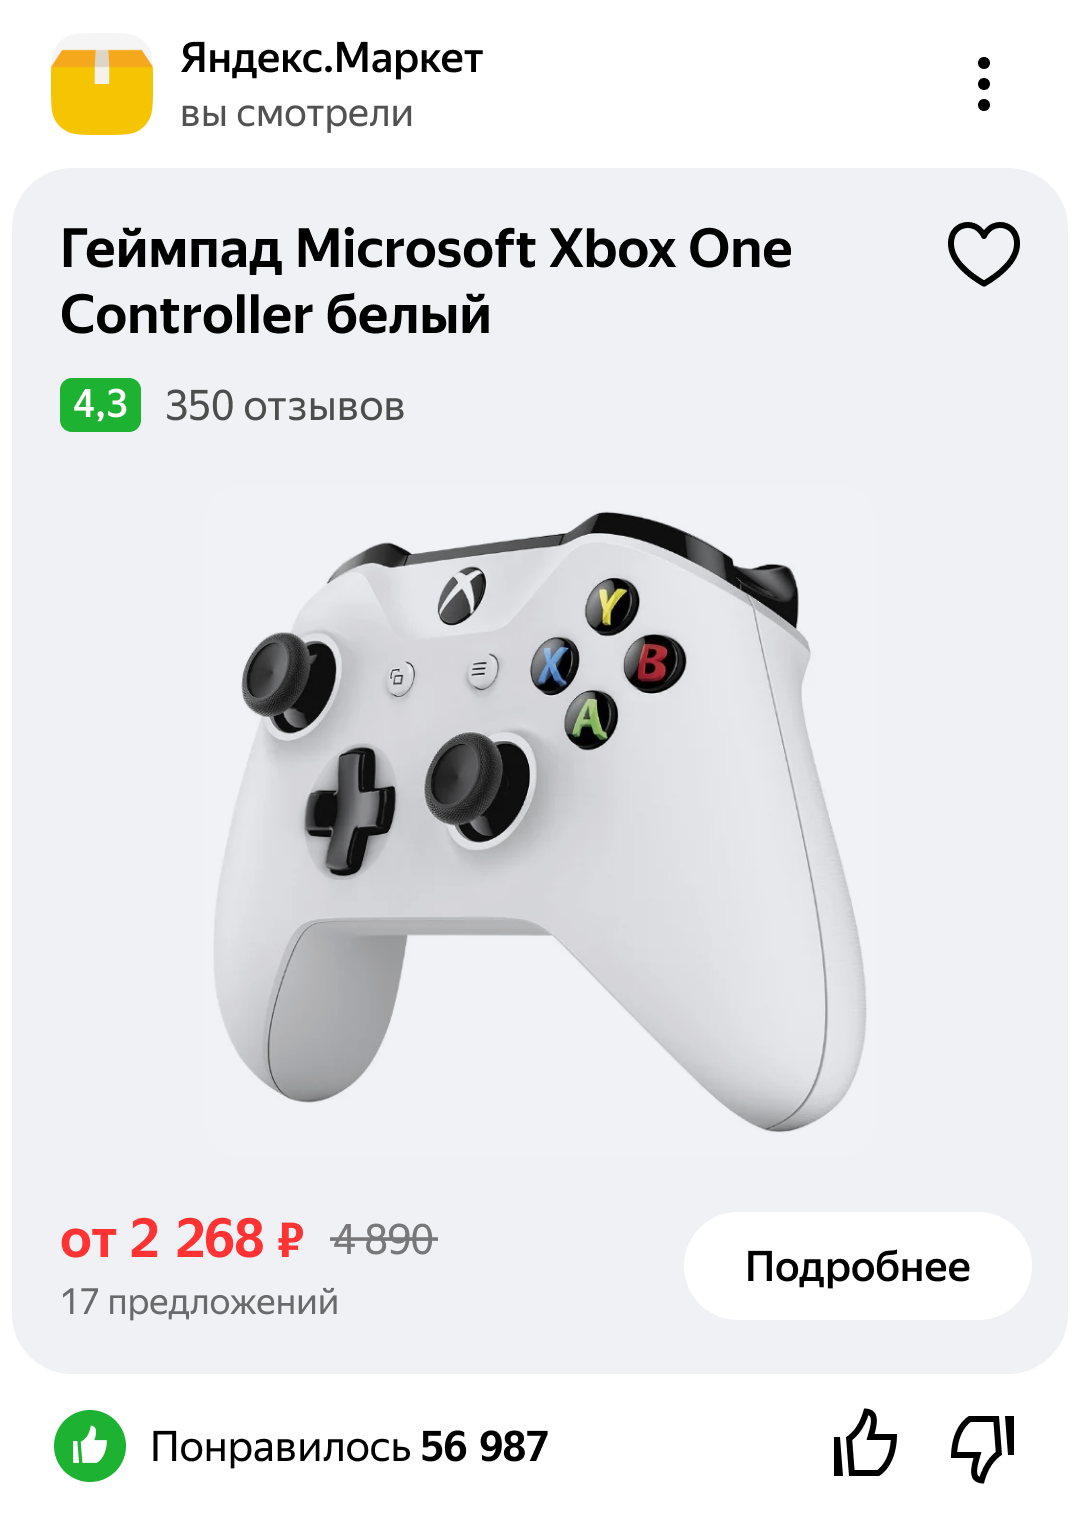 Яндекс.Маркет
вы смотрели
Геймпад Microsoft Xbox One
Controller белый
4,3 350 отзывов
Y
X B
A
от 2 268 ₽ 4 890
17 предложений
Подробнее
Понравилось 56 987